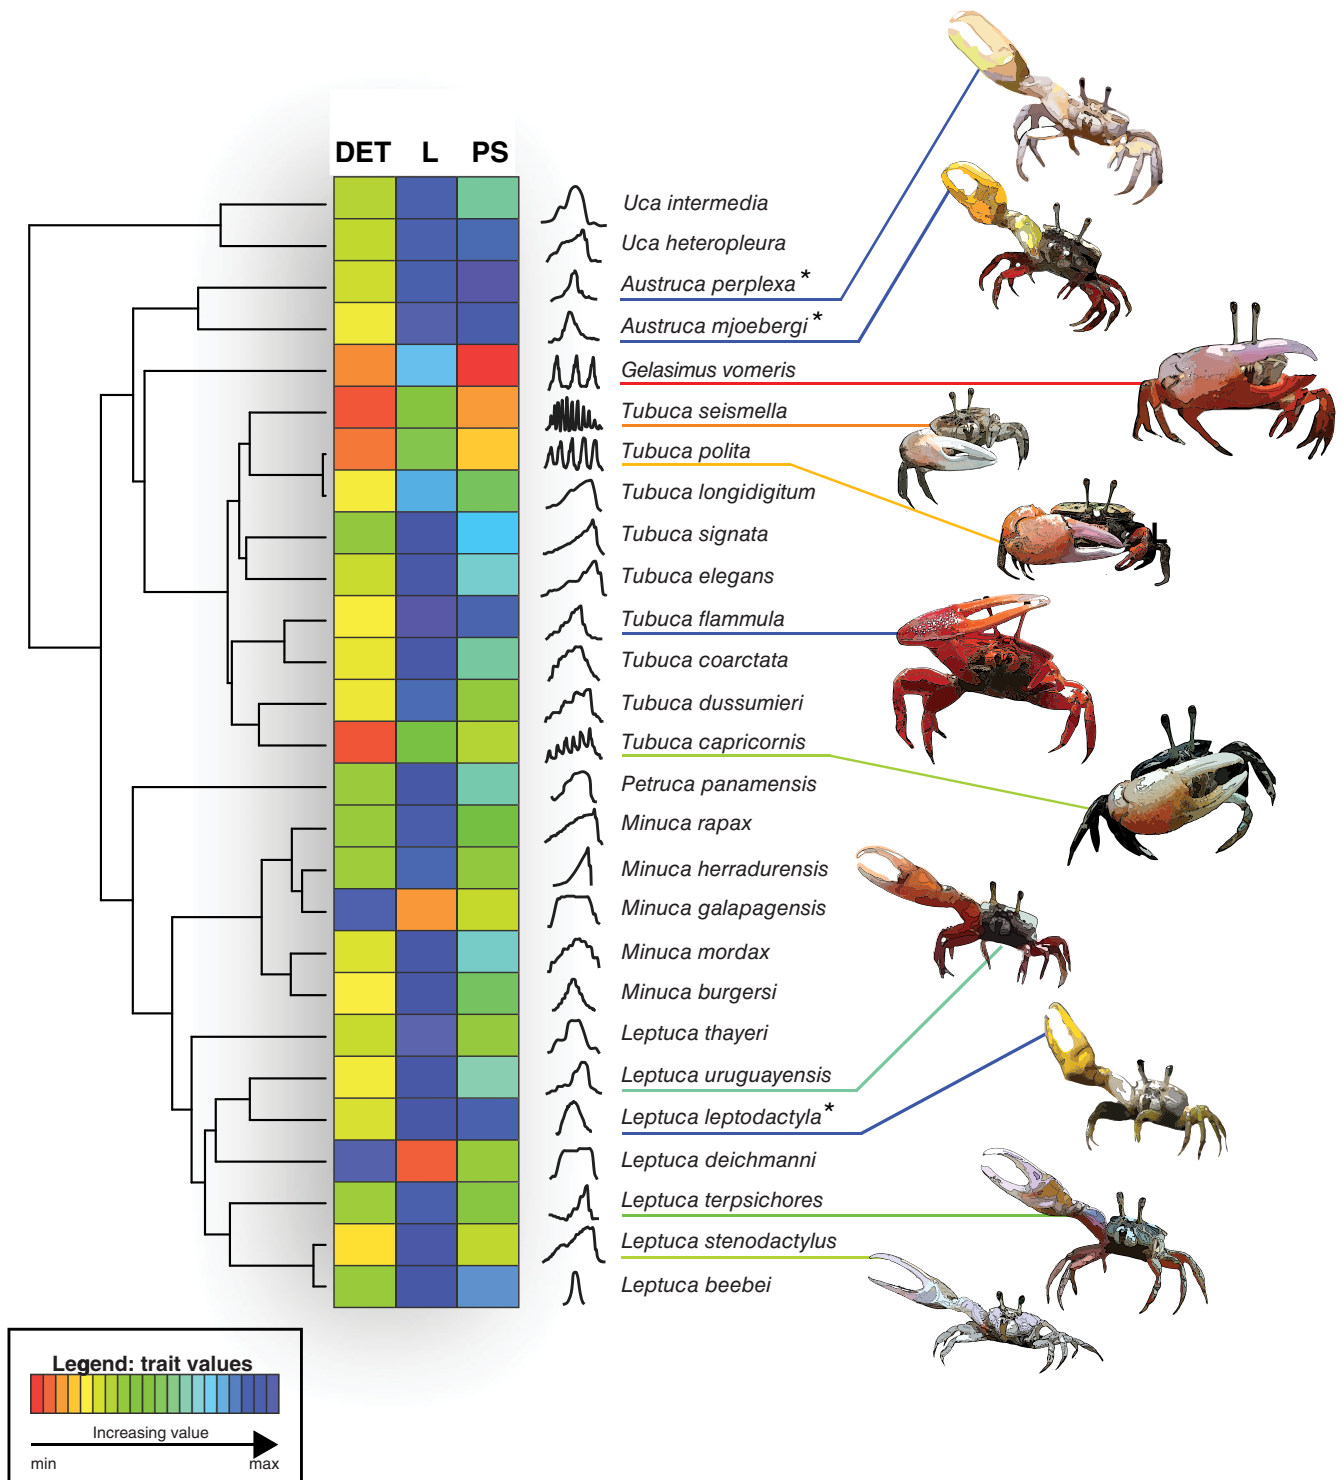 DET L PS
Uca intermedia
Uca heteropleura
Austruca perplexa*
Austruca mjoebergi*
Gelasimus vomeris
Tubuca seismella
Tubuca polita
Tubuca longidigitum
Tubuca signata
Tubuca elegans
Tubuca flammula
Tubuca coarctata
Tubuca dussumieri
Tubuca capricornis
Petruca panamensis
Minuca rapax
Minuca herradurensis
Minuca galapagensis
Minuca mordax
Minuca burgersi
Leptuca thayeri
Leptuca uruguayensis
Leptuca leptodactyla*
Leptuca deichmanni
Leptuca terpsichores
Leptuca stenodactylus
Leptuca beebei
Legend: trait values
Increasing value
min max